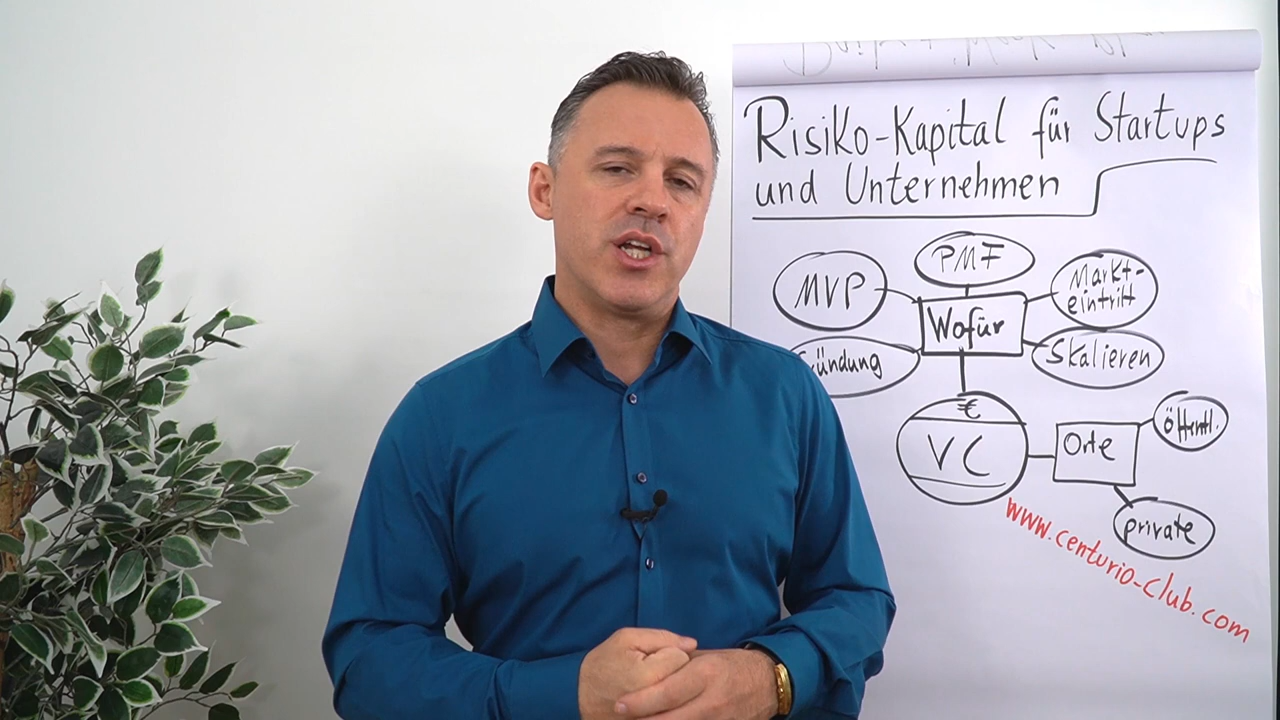 Risiko-Kapital für Startups
und Unternehmen
PMF
MVP
Markt-
eintritt
Wofür
Skalieren
€
VC
Orte
öffentl.
private
www.centurio-club.com